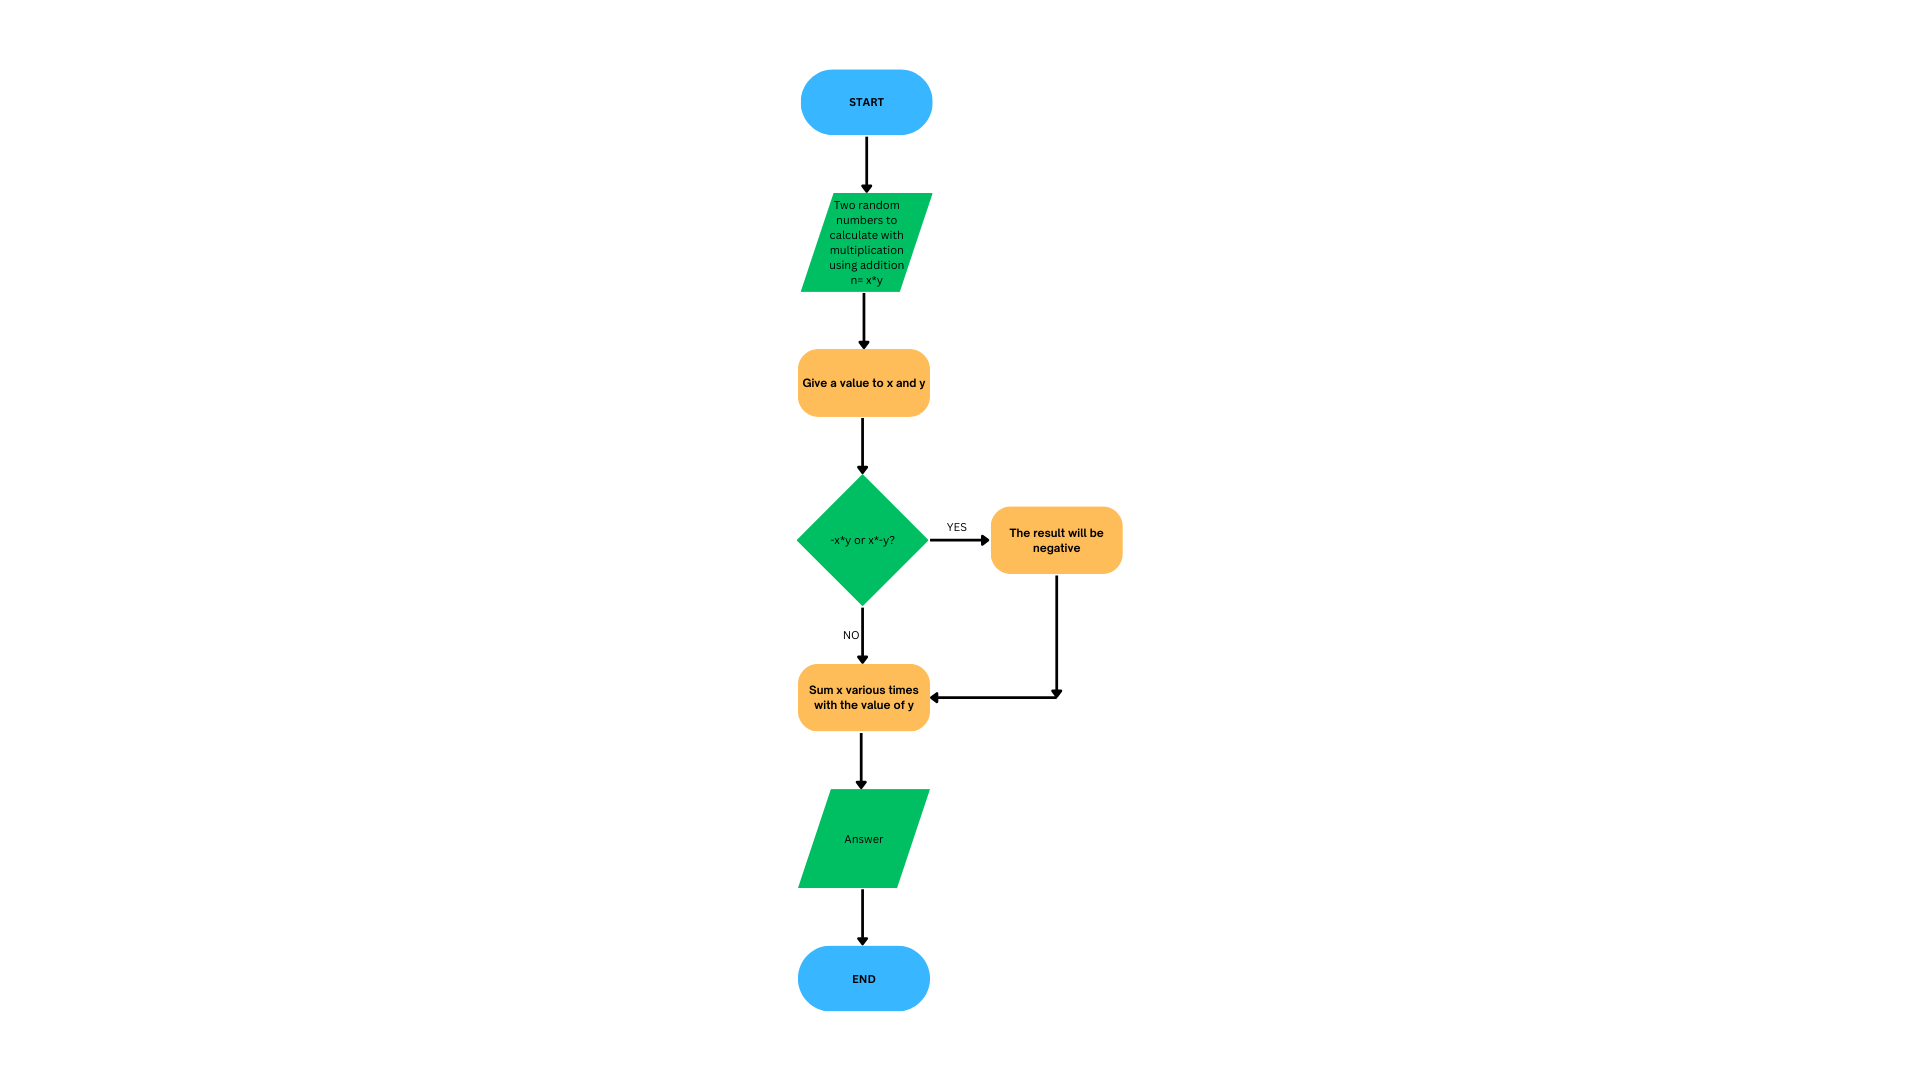 START
Two random
numbers to
calculate with
multiplication
using addition
n= x*y
Give a value to x and y
-x*y or x*-y?
YES
The result will be
negative
NO
Sum x various times
with the value of y
Answer
END